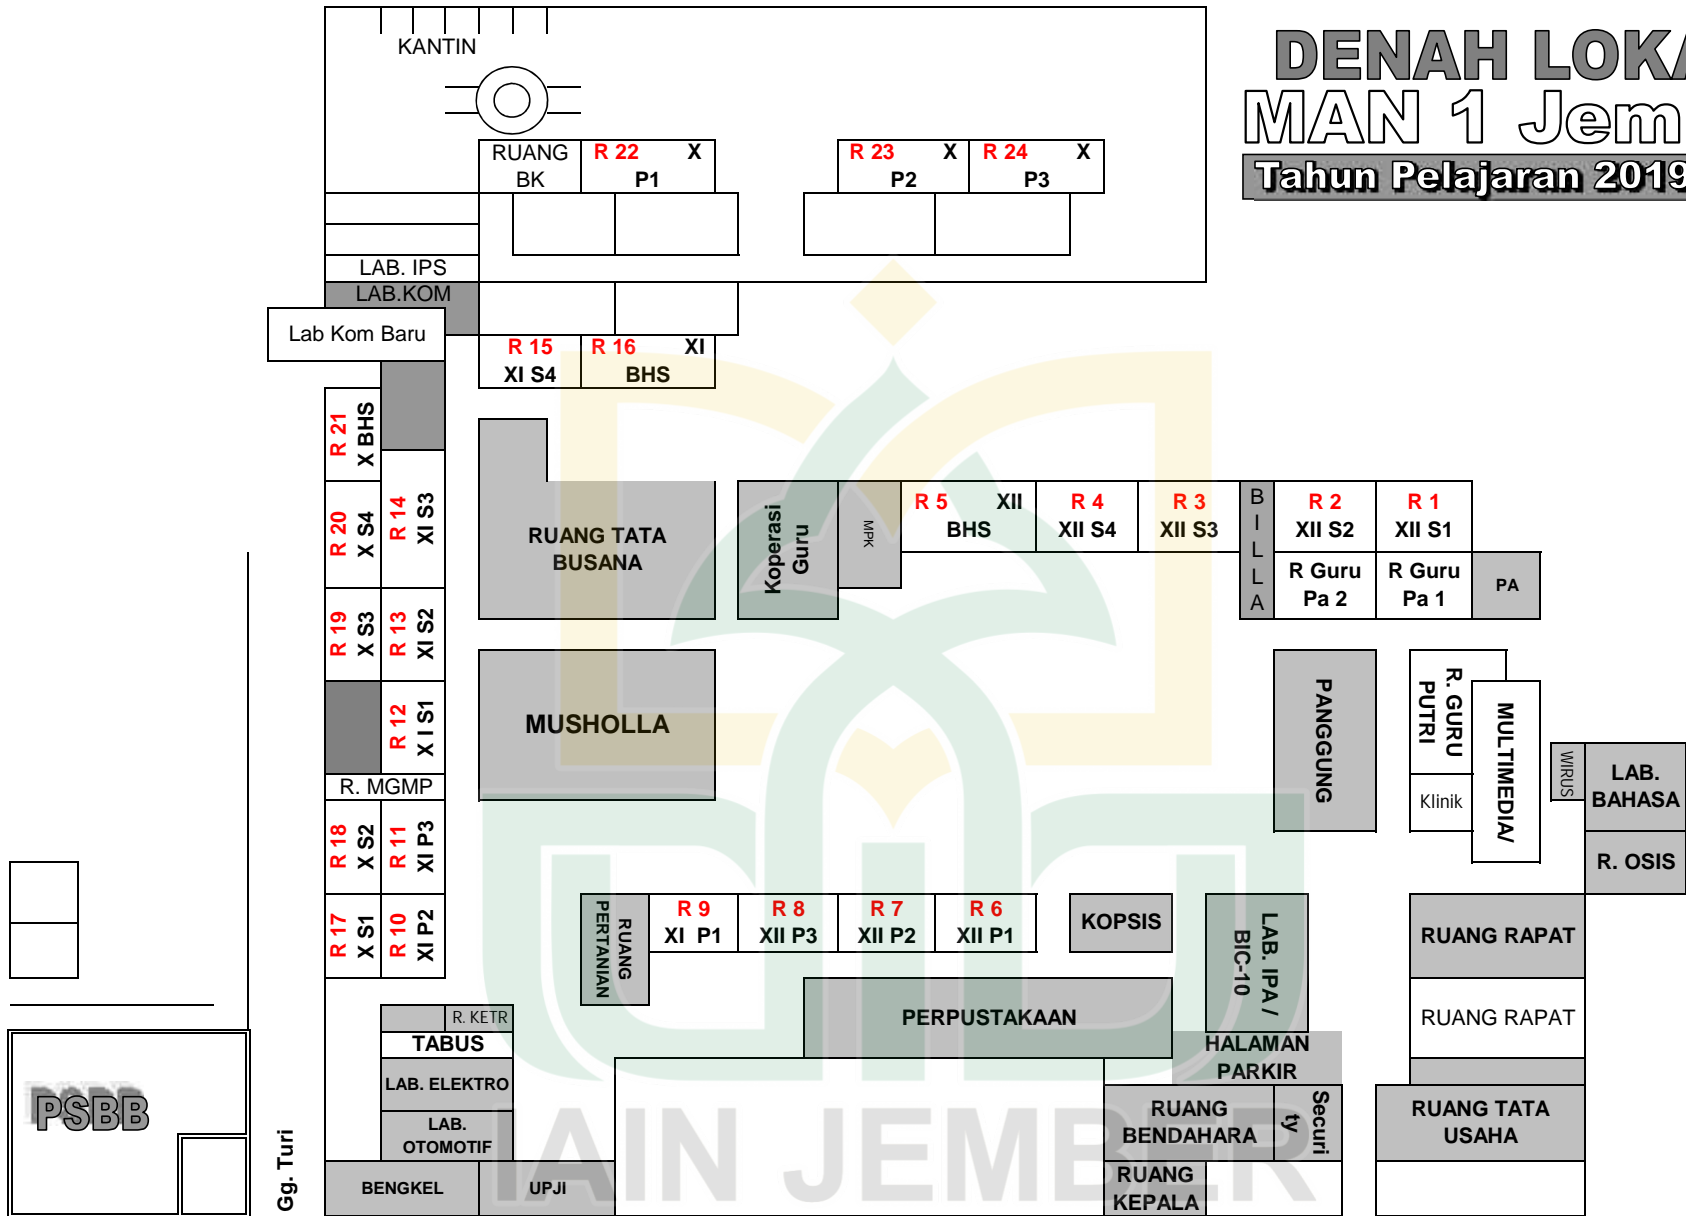 DENAH LOKA
MAN 1 Jem
Tahun Pelajaran 2019
KANTIN
RUANG
BK
R 22 X
P1
R 23 X
P2
R 24 X
P3
LAB. IPS
LAB.KOM
Lab Kom Baru
R 15
XI S4
R 16 XI
BHS
R 21
X BHS
R 20
X S4
R 14
XI S3
R 19
X S3
R 13
XI S2
R 12
X I S1
R. MGMP
R 18
X S2
R 11
XI P3
R 17
X S1
R 10
XI P2
RUANG TATA
BUSANA
Koperasi
Guru
MPK
R 5 XII
BHS
R 4
XII S4
R 3
XII S3
B
I
L
L
A
R 2
XII S2
R 1
XII S1
R Guru
Pa 2
R Guru
Pa 1
PA
MUSHOLLA
PANGGUNG
R. GURU
PUTRI
Klinik
MULTIMEDIA/
WIRUS
LAB.
BAHASA
R. OSIS
RUANG
PERTANIAN
R 9
XI P1
R 8
XII P3
R 7
XII P2
R 6
XII P1
KOPSIS
LAB. IPA /
BIC-10
RUANG RAPAT
RUANG RAPAT
PERPUSTAKAAN
HALAMAN
PARKIR
R. KETR
TABUS
LAB. ELEKTRO
LAB.
OTOMOTIF
BENGKEL
UPJI
RUANG
BENDAHARA
Securi
ty
RUANG TATA
USAHA
RUANG
KEPALA
PSBB
Gg. Turi
IAIN JEMBER